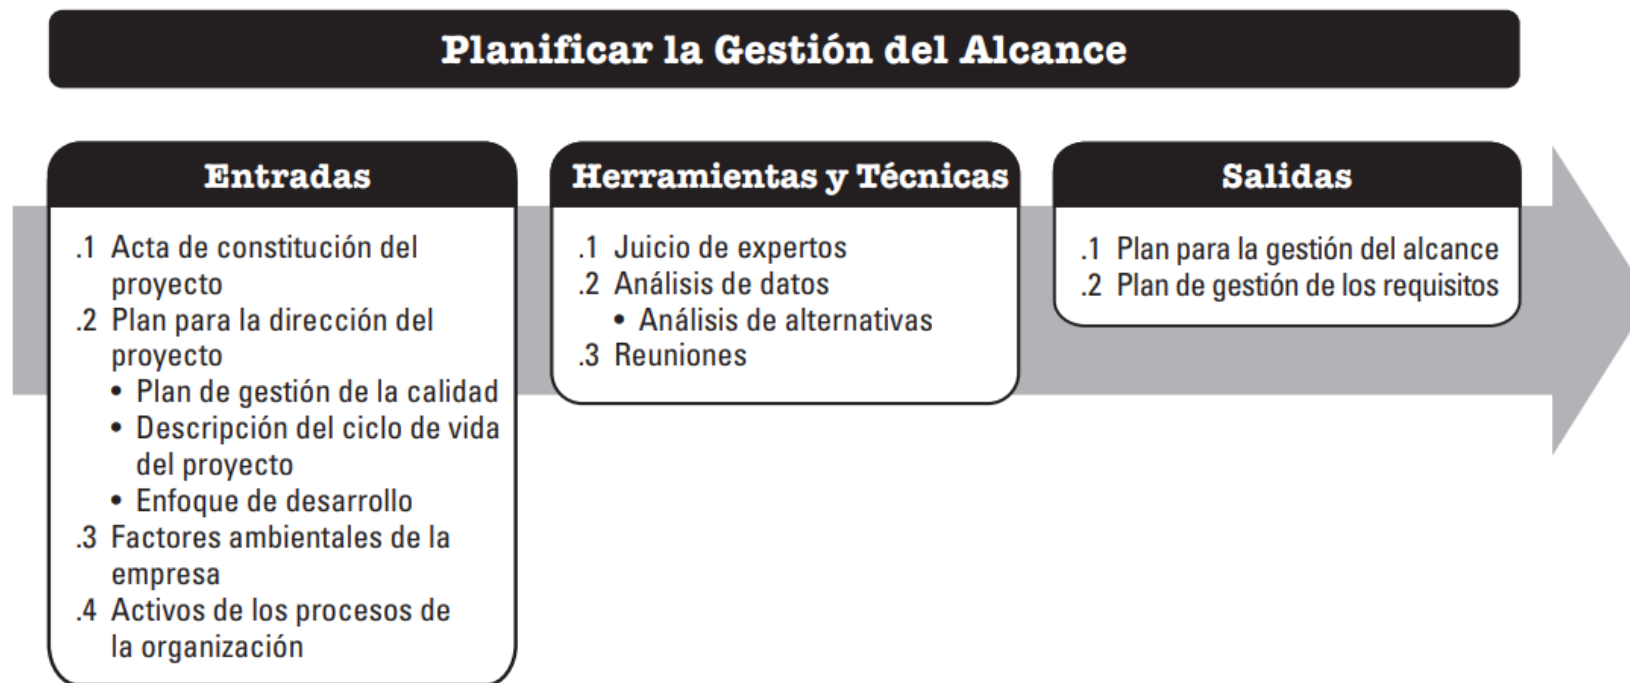 Planificar la Gestión del Alcance
Entradas
.1 Acta de constitución del
proyecto
.2 Plan para la dirección del
proyecto
• Plan de gestión de la calidad
• Descripción del ciclo de vida
del proyecto
• Enfoque de desarrollo
.3 Factores ambientales de la
empresa
.4 Activos de los procesos de
la organización
Herramientas y Técnicas
.1 Juicio de expertos
.2 Análisis de datos
• Análisis de alternativas
.3 Reuniones
Salidas
.1 Plan para la gestión del alcance
.2 Plan de gestión de los requisitos